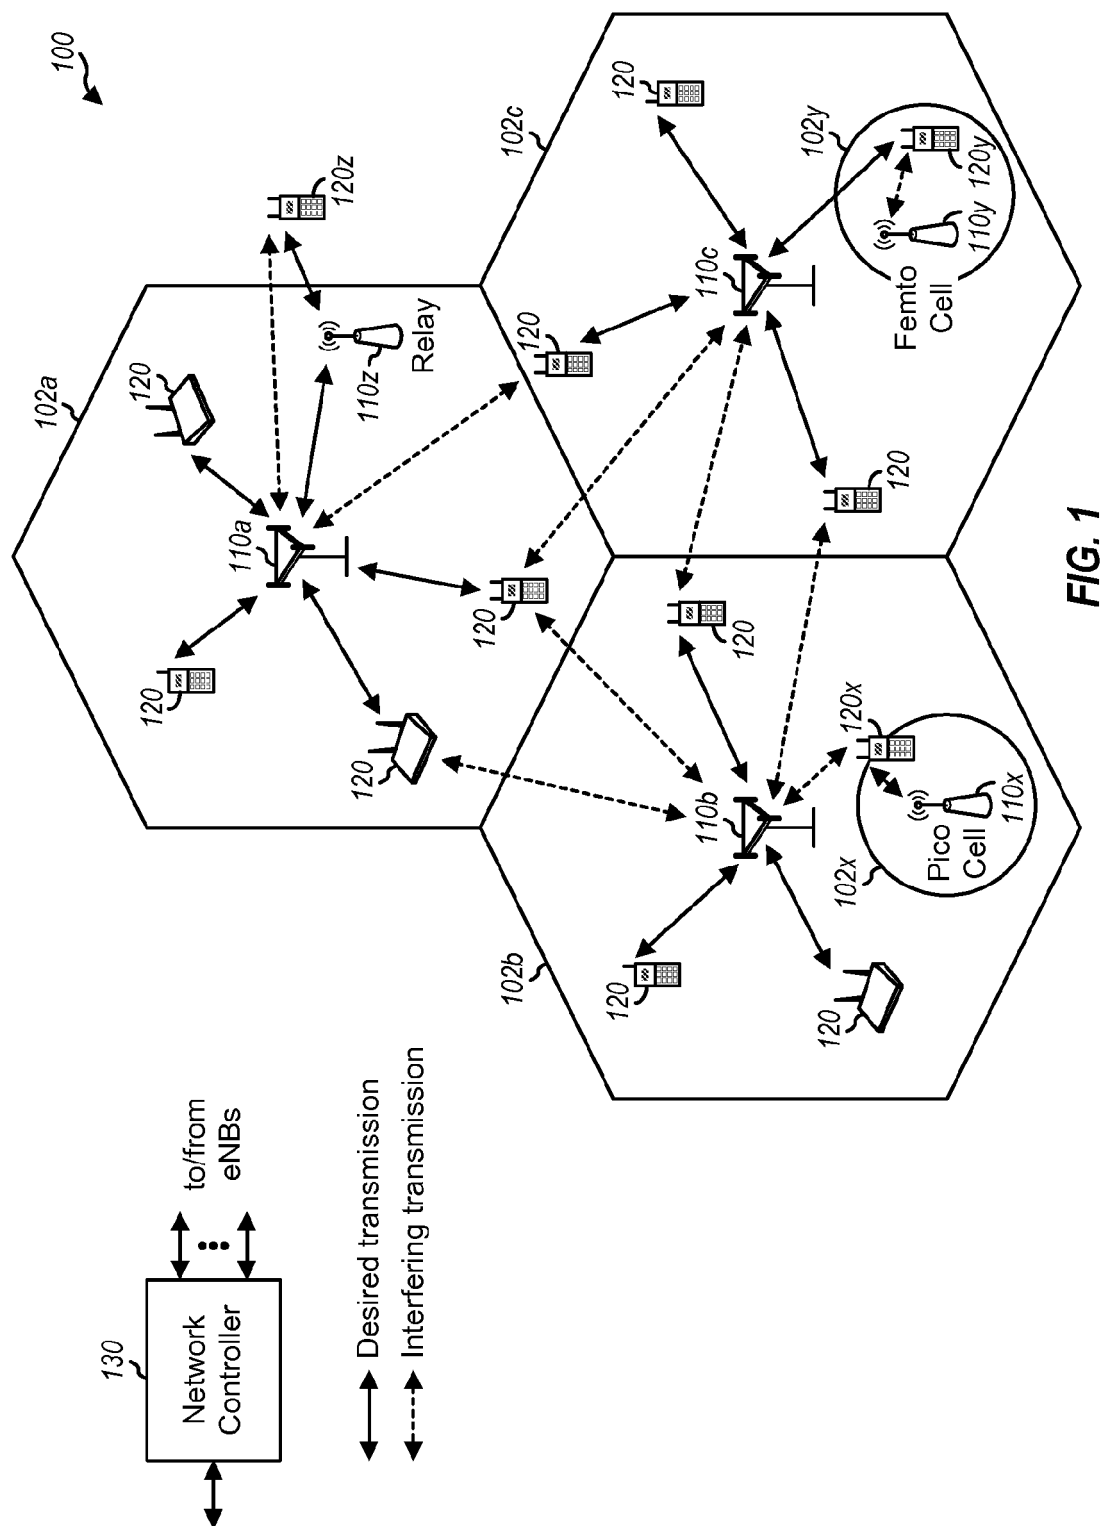 100
130
Network
Controller
to/from
eNBs
Desired transmission
Interfering transmission
102a
120
120
110a
120
120
110z
Relay
120z
102b
120
110b
120
120
120x
Pico
Cell
110x
102x
102c
120
120
110c
120
102y
120y
110y
Femto
Cell
FIG. 1